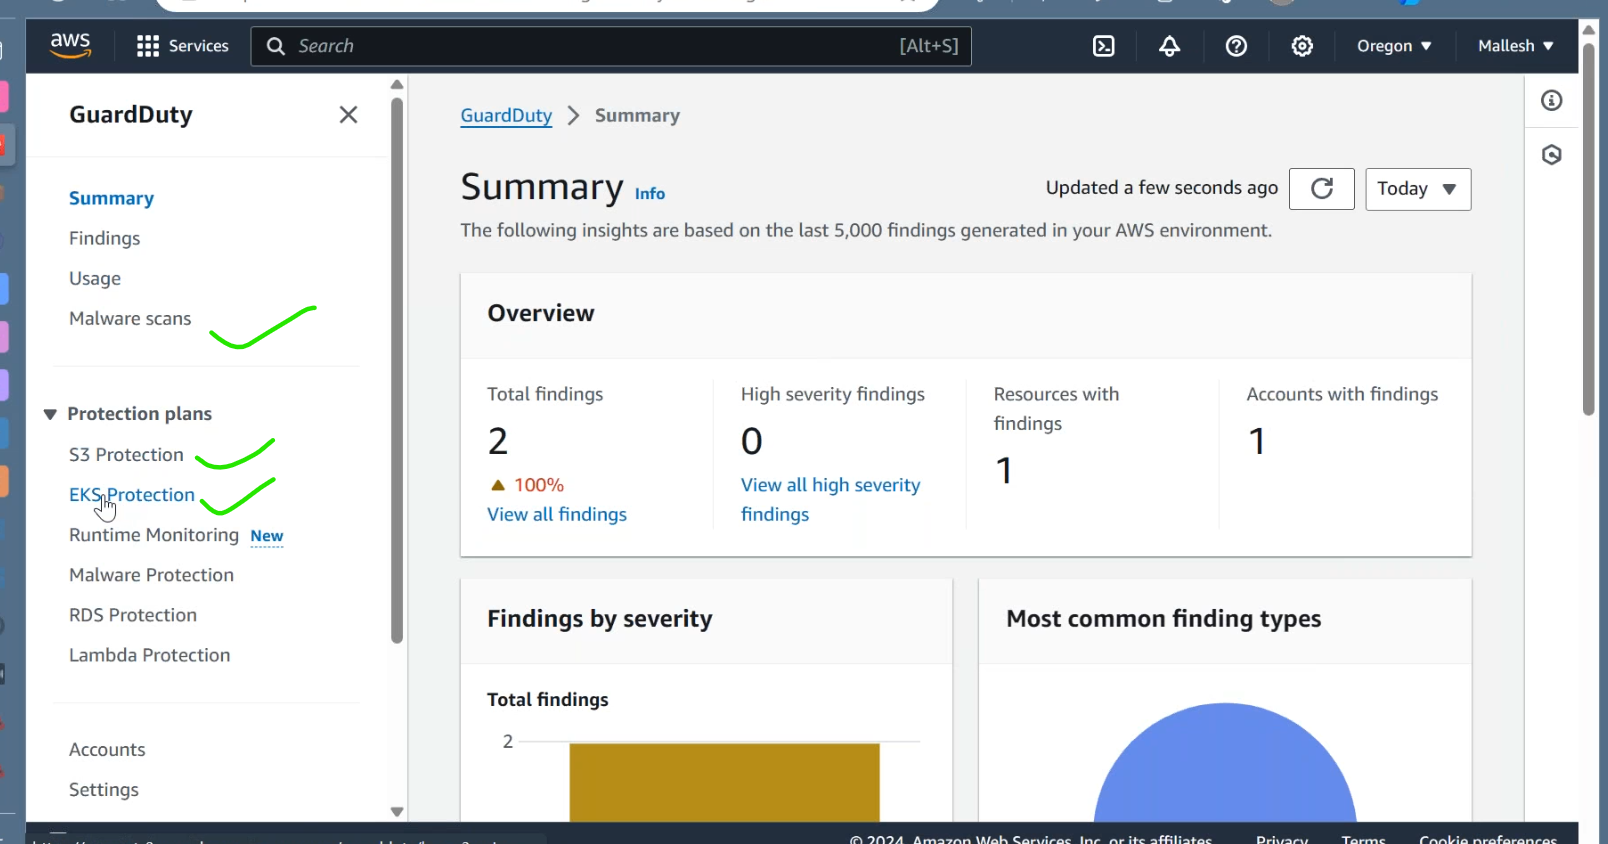 aws
Services
Search
[Alt+S]
Oregon
Mallesh
GuardDuty
Summary
Findings
Usage
Malware scans
Protection plans
S3 Protection
EKS Protection
Runtime Monitoring New
Malware Protection
RDS Protection
Lambda Protection
Accounts
Settings
GuardDuty > Summary
Summary Info
Updated a few seconds ago
Today
The following insights are based on the last 5,000 findings generated in your AWS environment.
Overview
Total findings
2
100%
View all findings
High severity findings
0
View all high severity
findings
Resources with
findings
1
Accounts with findings
1
Findings by severity
Total findings
2
Most common finding types
© 2024, Amazon Web Services, Inc. or its affiliates.
Privacy
Terms
Cookie preferences